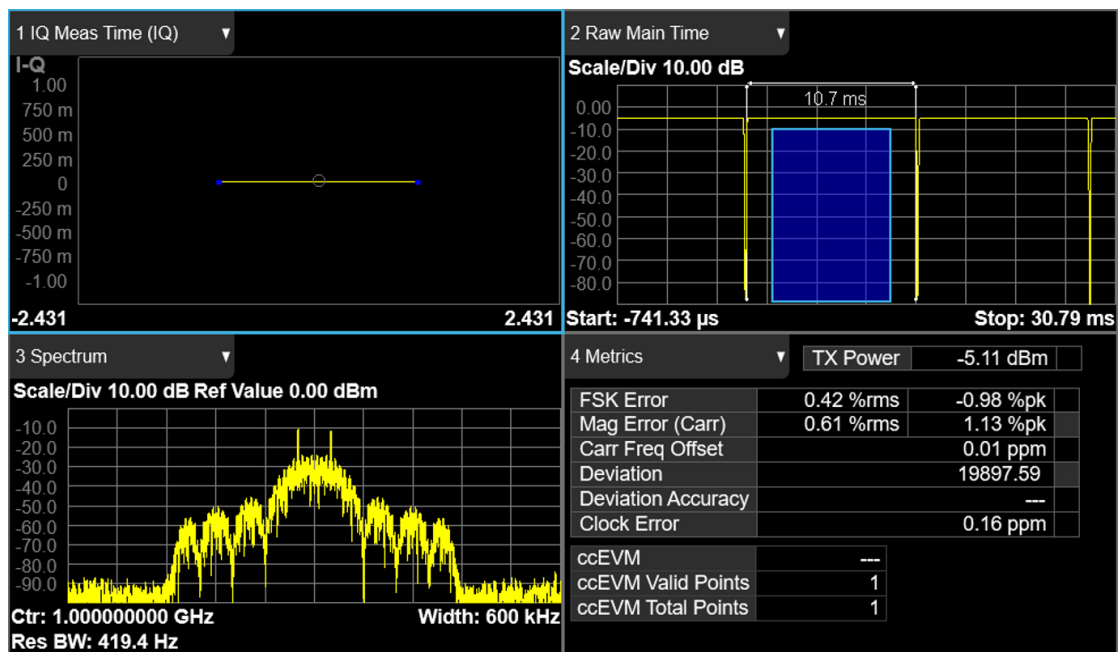 1 IQ Meas Time (IQ) ▼
I-Q
1.00
750 m
500 m
250 m
0
-250 m
-500 m
-750 m
-1.00
-2.431 2.431
2 Raw Main Time ▼
Scale/Div 10.00 dB
10.7 ms
0.00
-10.0
-20.0
-30.0
-40.0
-50.0
-60.0
-70.0
-80.0
Start: -741.33 µs Stop: 30.79 ms
3 Spectrum ▼
Scale/Div 10.00 dB Ref Value 0.00 dBm
-10.0
-20.0
-30.0
-40.0
-50.0
-60.0
-70.0
-80.0
-90.0
Ctr: 1.000000000 GHz Width: 600 kHz
Res BW: 419.4 Hz
4 Metrics ▼
TX Power -5.11 dBm
FSK Error 0.42 %rms -0.98 %pk
Mag Error (Carr) 0.61 %rms 1.13 %pk
Carr Freq Offset 0.01 ppm
Deviation 19897.59
Deviation Accuracy ---
Clock Error 0.16 ppm
ccEVM ---
ccEVM Valid Points 1
ccEVM Total Points 1